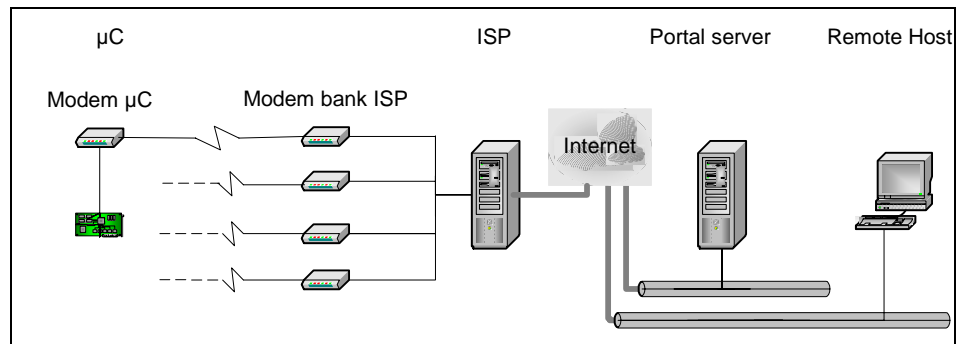 µC ISP Portal server Remote Host
Modem µC Modem bank ISP
Internet